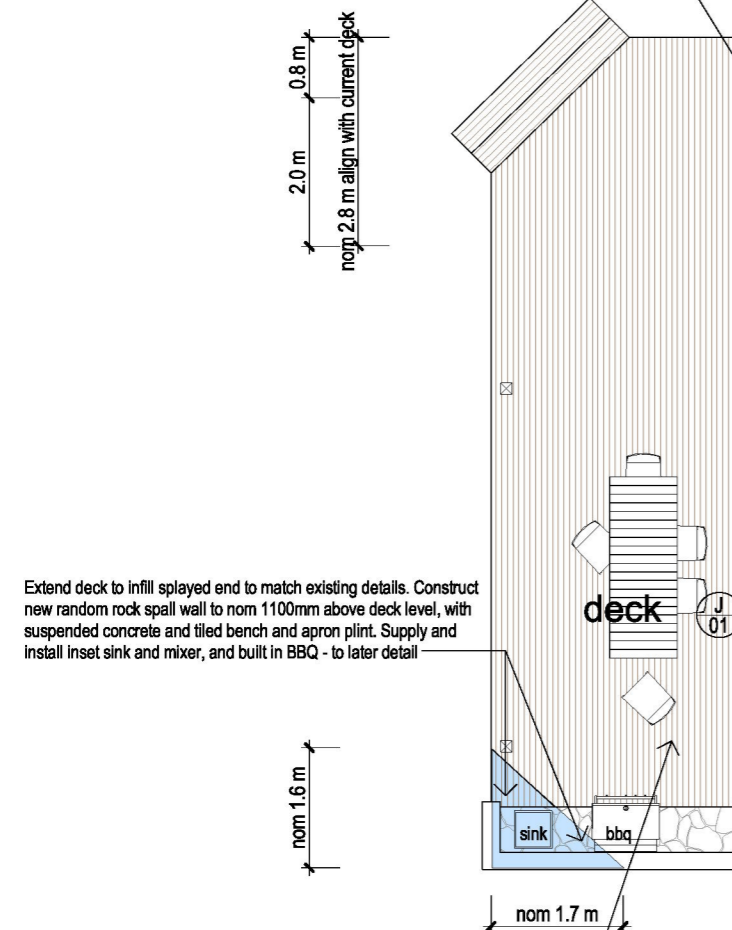 0.8 m
2.0 m
nom 2.8 m align with current deck
Extend deck to infill splayed end to match existing details. Construct
new random rock spall wall to nom 1100mm above deck level, with
suspended concrete and tiled bench and apron plint. Supply and
install inset sink and mixer, and built in BBQ - to later detail
deck
J
01
nom 1.6 m
sink
bbq
nom 1.7 m